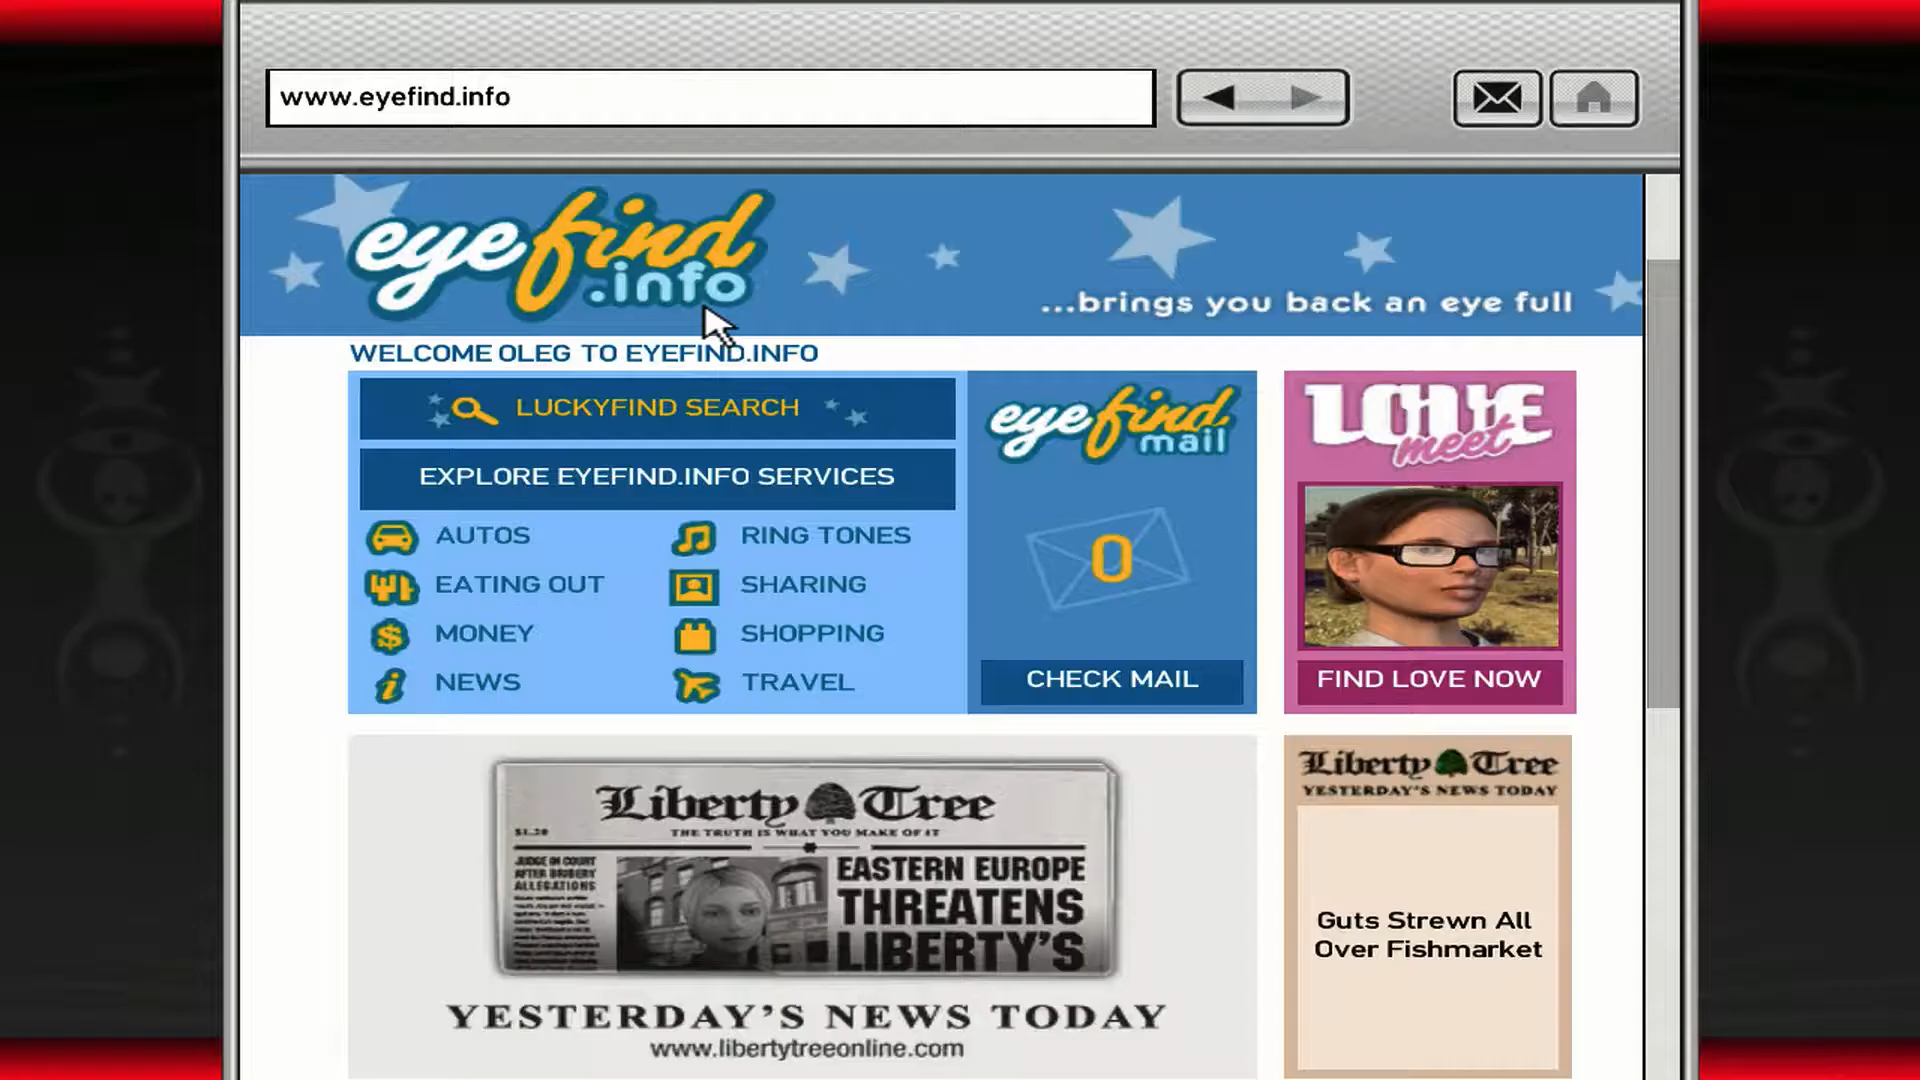 www.eyefind.info
eyefind
.info
...brings you back an eye full
WELCOME OLEG TO EYEFIND.INFO
LUCKYFIND SEARCH
EXPLORE EYEFIND.INFO SERVICES
AUTOS
RING TONES
EATING OUT
SHARING
MONEY
SHOPPING
NEWS
TRAVEL
eyefind
mail
0
CHECK MAIL
LOVE
meet
FIND LOVE NOW
Liberty Tree
$1.20
THE TRUTH IS WHAT YOU MAKE OF IT
JUDGE IN COURT
AFTER BRIBERY
ALLEGATIONS
EASTERN EUROPE
THREATENS
LIBERTY'S
YESTERDAY'S NEWS TODAY
www.libertytreeonline.com
Liberty Tree
YESTERDAY'S NEWS TODAY
Guts Strewn All
Over Fishmarket